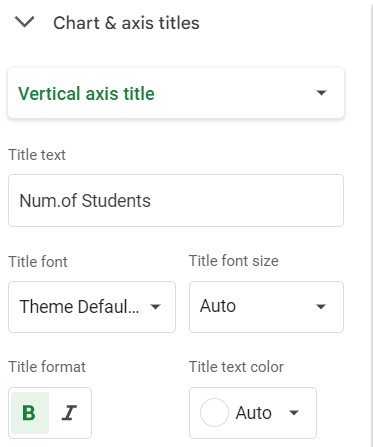 Chart & axis titles
Vertical axis title
Title text
Num.of Students
Title font Title font size
Theme Defaul... Auto
Title format Title text color
B I Auto